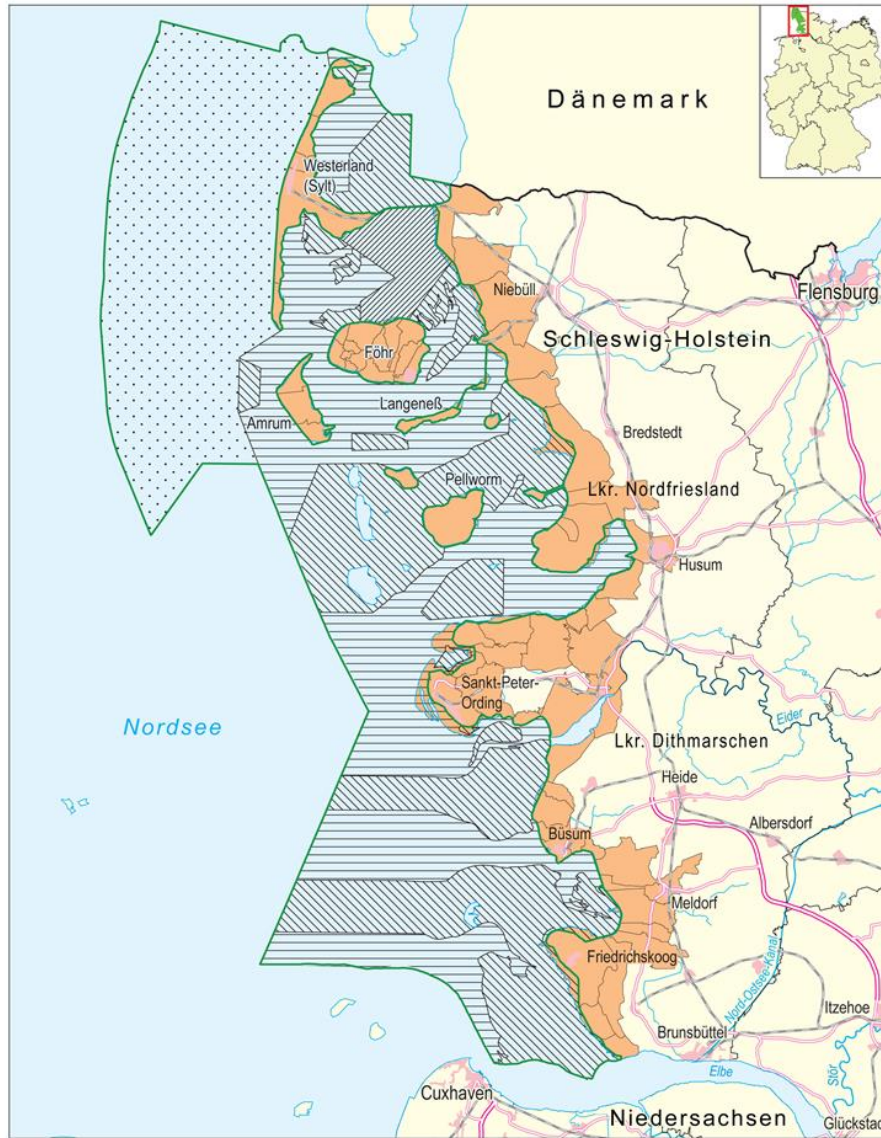 Dänemark
Westerland
(Sylt)
Niebüll
Flensburg
Schleswig-Holstein
Föhr
Langeneß
Amrum
Bredstedt
Pellworm
Lkr. Nordfriesland
Husum
Sankt-Peter-
Ording
Eider
Nordsee
Lkr. Dithmarschen
Heide
Büsum
Albersdorf
Meldorf
Friedrichskoog
Nord-Ostsee-Kanal
Itzehoe
Brunsbüttel
Elbe
Stör
Cuxhaven
Niedersachsen
Glückstad